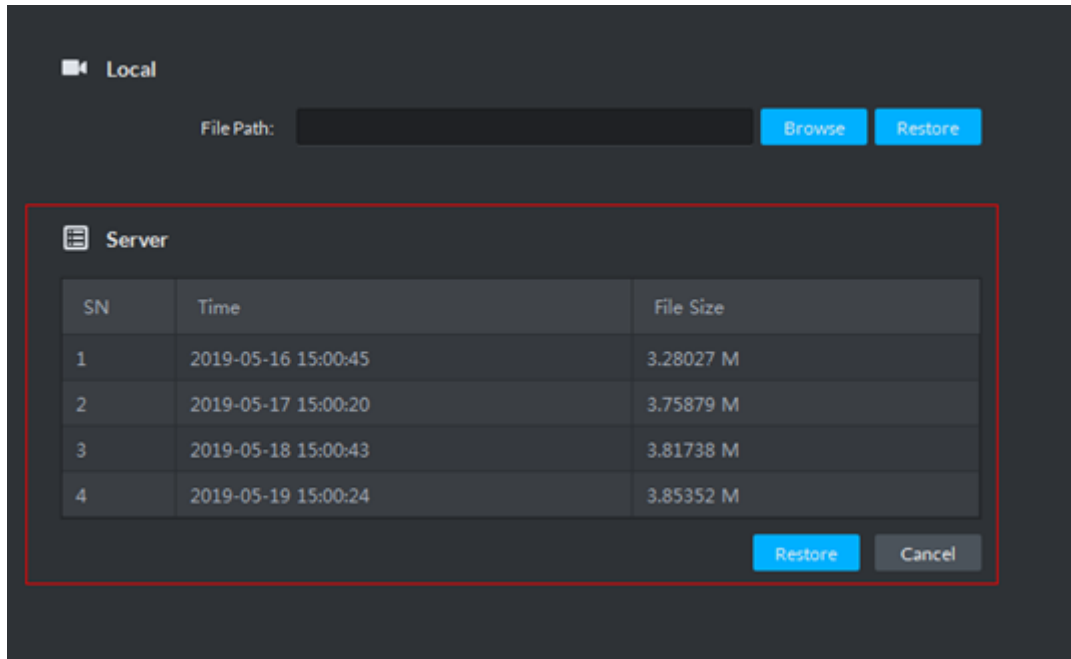 Local
File Path: Browse Restore
Server
SN Time File Size
1 2019-05-16 15:00:45 3.28027 M
2 2019-05-17 15:00:20 3.75879 M
3 2019-05-18 15:00:43 3.81738 M
4 2019-05-19 15:00:24 3.85352 M
Restore Cancel